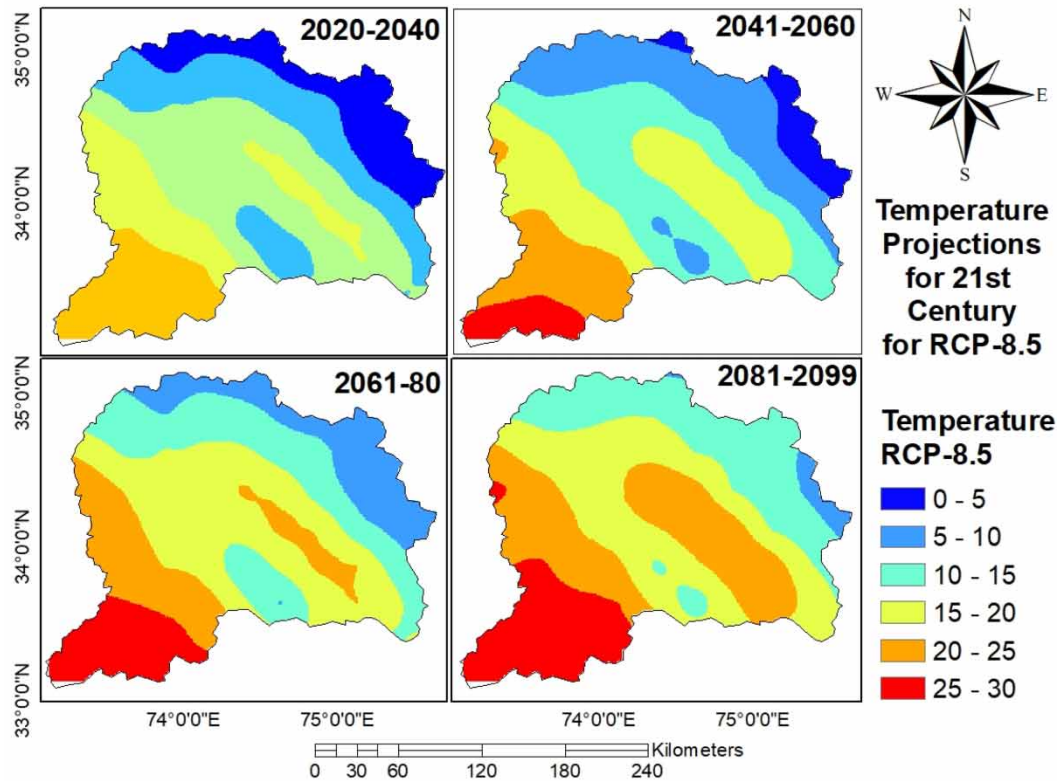 2020-2040
2041-2060
2061-80
2081-2099
35°0'0"N
34°0'0"N
35°0'0"N
34°0'0"N
33°0'0"N
74°0'0"E
75°0'0"E
74°0'0"E
75°0'0"E
Kilometers
0 30 60 120 180 240
N
W
E
S
Temperature
Projections
for 21st
Century
for RCP-8.5
Temperature
RCP-8.5
0 - 5
5 - 10
10 - 15
15 - 20
20 - 25
25 - 30